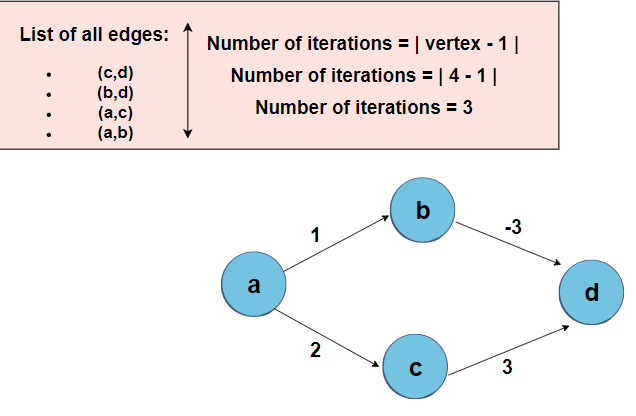 List of all edges:
• (c,d)
• (b,d)
• (a,c)
• (a,b)
Number of iterations = | vertex - 1 |
Number of iterations = | 4 - 1 |
Number of iterations = 3
b
1
-3
a
d
2
3
c